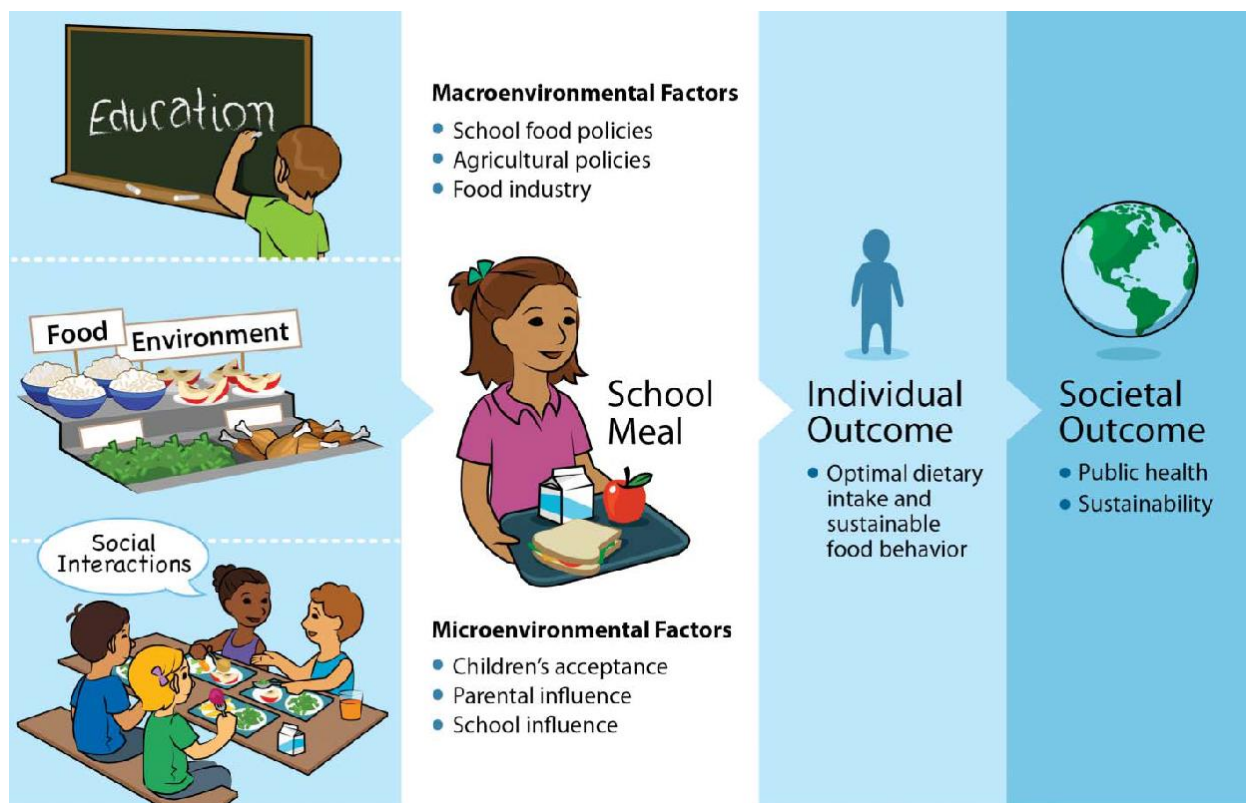 Education
Food
Environment
Social
Interactions
Macroenvironmental Factors
• School food policies
• Agricultural policies
• Food industry
School
Meal
Microenvironmental Factors
• Children's acceptance
• Parental influence
• School influence
Individual
Outcome
• Optimal dietary
intake and
sustainable
food behavior
Societal
Outcome
• Public health
• Sustainability